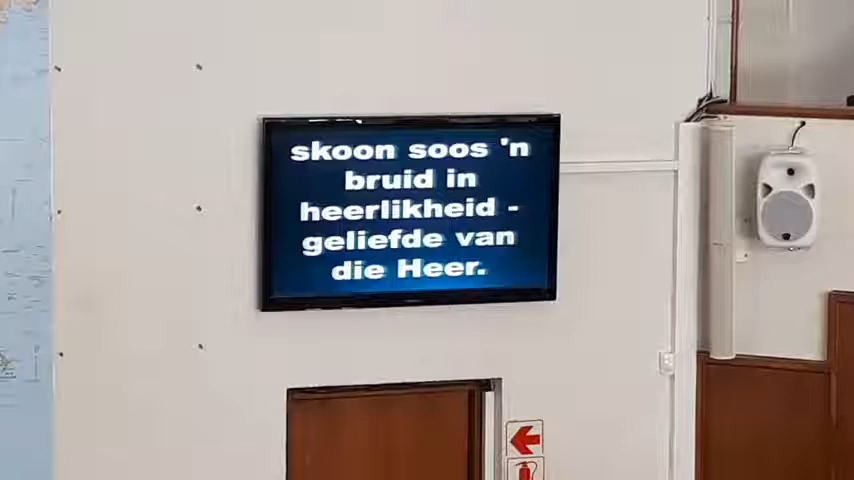 skoon soos 'n
bruid in
heerlikheid -
geliefde van
die Heer.